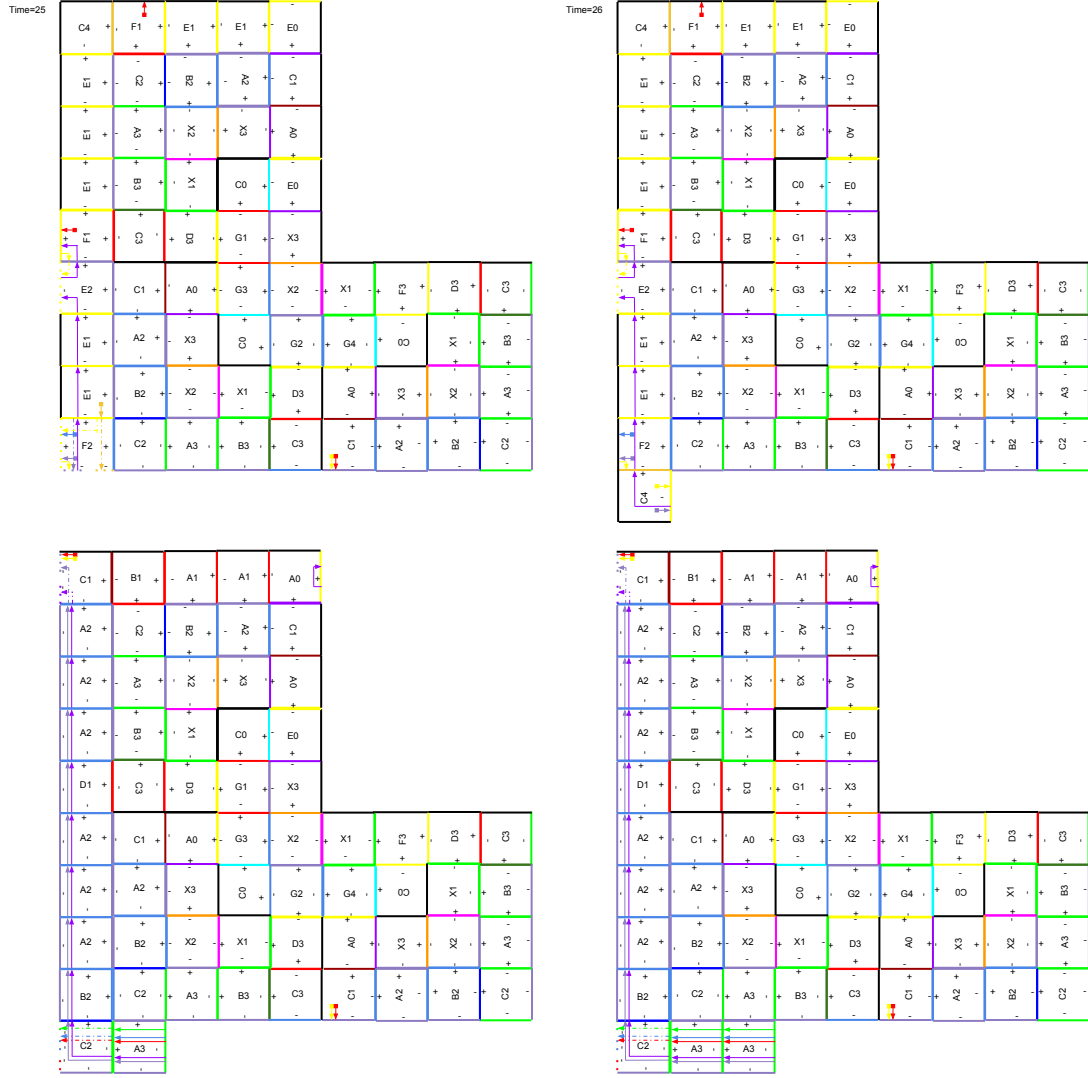 Time=25
C4 F1 E1 E1 E0
E1 C2 B2 A2 C1
E1 A3 X2 X3 A0
E1 B3 X1 C0 E0
F1 C3 D3 G1 X3
E2 C1 A0 G3 X2 X1 F3 D3 C3
E1 A2 X3 C0 G2 G4 C0 X1 B3
E1 B2 X2 X1 D3 A0 X3 X2 A3
F2 C2 A3 B3 C3 C1 A2 B2 C2
Time=26
C4 F1 E1 E1 E0
E1 C2 B2 A2 C1
E1 A3 X2 X3 A0
E1 B3 X1 C0 E0
F1 C3 D3 G1 X3
E2 C1 A0 G3 X2 X1 F3 D3 C3
E1 A2 X3 C0 G2 G4 C0 X1 B3
E1 B2 X2 X1 D3 A0 X3 X2 A3
F2 C2 A3 B3 C3 C1 A2 B2 C2
C4
C1 B1 A1 A1 A0
A2 C2 B2 A2 C1
A2 A3 X2 X3 A0
A2 B3 X1 C0 E0
D1 C3 D3 G1 X3
A2 C1 A0 G3 X2 X1 F3 D3 C3
A2 A2 X3 C0 G2 G4 C0 X1 B3
A2 B2 X2 X1 D3 A0 X3 X2 A3
B2 C2 A3 B3 C3 C1 A2 B2 C2
C2 A3
C1 B1 A1 A1 A0
A2 C2 B2 A2 C1
A2 A3 X2 X3 A0
A2 B3 X1 C0 E0
D1 C3 D3 G1 X3
A2 C1 A0 G3 X2 X1 F3 D3 C3
A2 A2 X3 C0 G2 G4 C0 X1 B3
A2 B2 X2 X1 D3 A0 X3 X2 A3
B2 C2 A3 B3 C3 C1 A2 B2 C2
C2 A3 A3